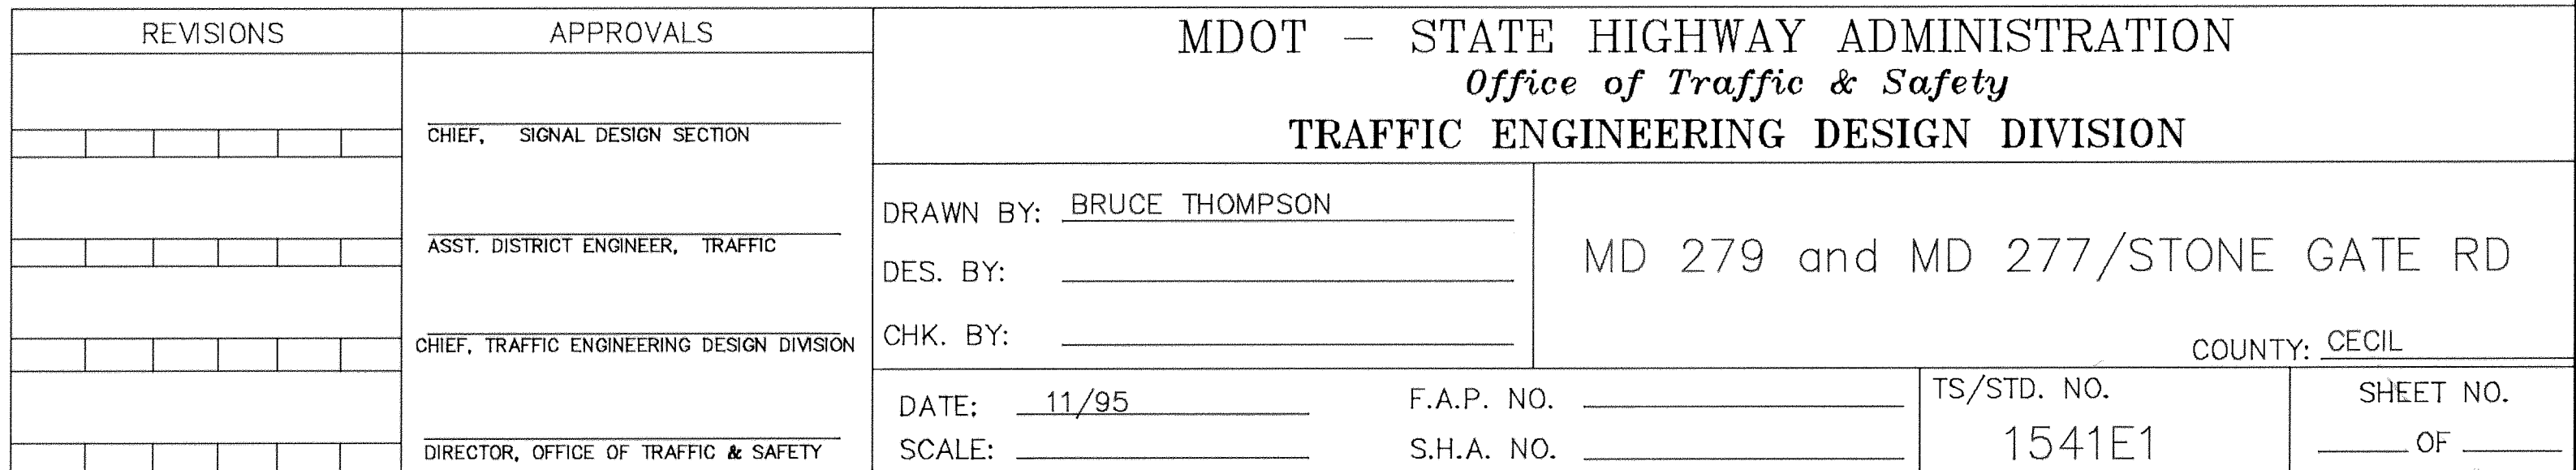 REVISIONS
APPROVALS
CHIEF, SIGNAL DESIGN SECTION
ASST. DISTRICT ENGINEER, TRAFFIC
CHIEF, TRAFFIC ENGINEERING DESIGN DIVISION
DIRECTOR, OFFICE OF TRAFFIC & SAFETY
MDOT – STATE HIGHWAY ADMINISTRATION
Office of Traffic & Safety
TRAFFIC ENGINEERING DESIGN DIVISION
DRAWN BY: BRUCE THOMPSON
DES. BY:
CHK. BY:
MD 279 and MD 277/STONE GATE RD
COUNTY: CECIL
DATE: 11/95
SCALE:
F.A.P. NO.
S.H.A. NO.
TS/STD. NO.
1541E1
SHEET NO.
OF